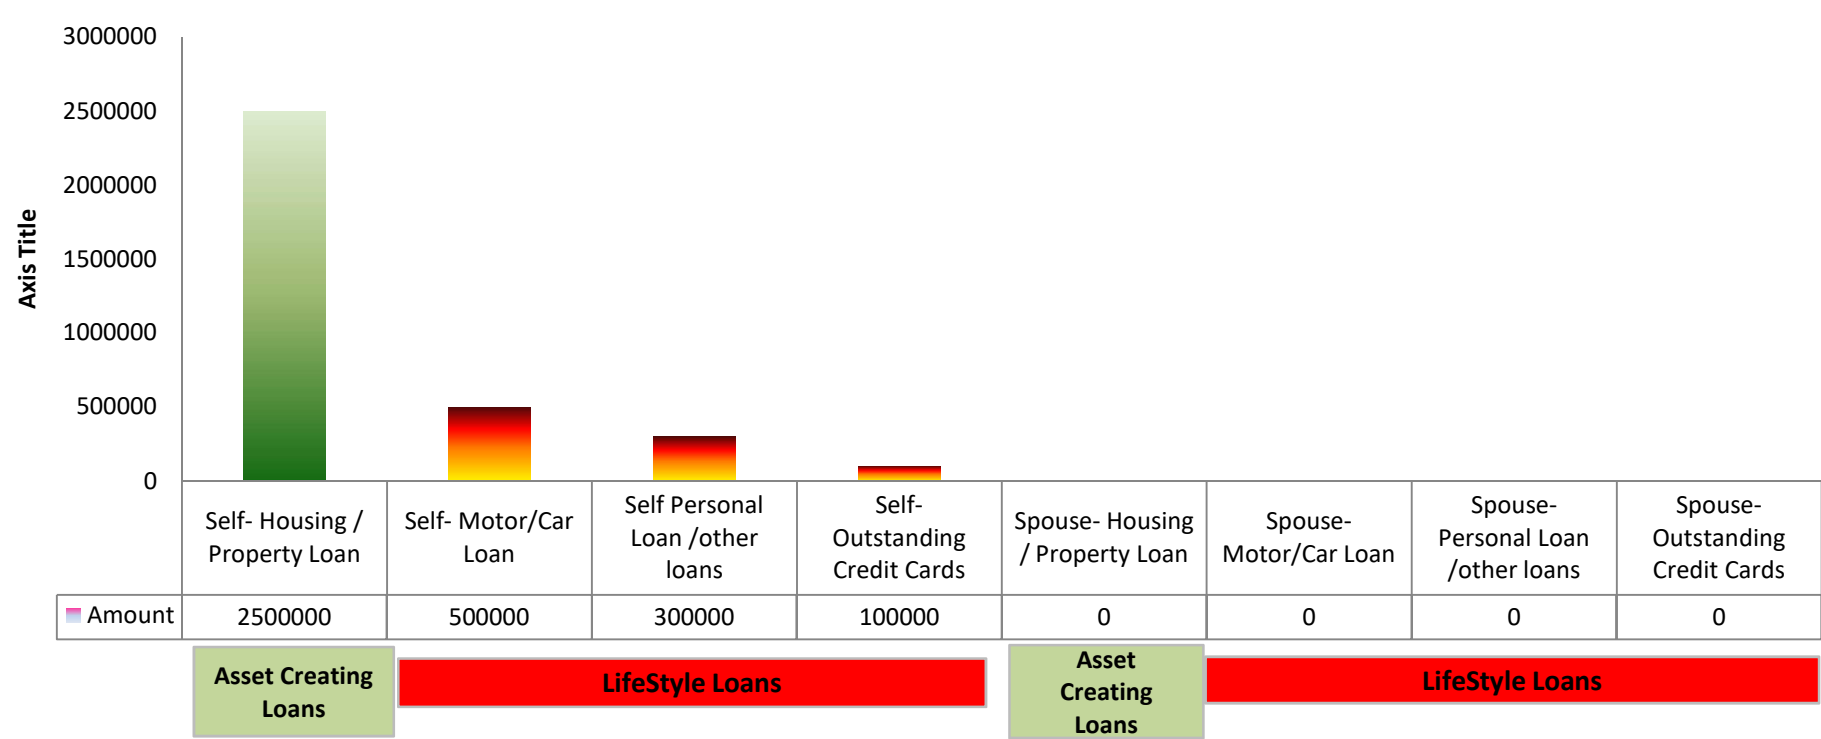 3000000
2500000
2000000
1500000
1000000
500000
0
Axis Title
Self- Housing /
Property Loan
Self- Motor/Car
Loan
Self Personal
Loan /other
loans
Self-
Outstanding
Credit Cards
Spouse- Housing
/ Property Loan
Spouse-
Motor/Car Loan
Spouse-
Personal Loan
/other loans
Spouse-
Outstanding
Credit Cards
Amount 2500000 500000 300000 100000 0 0 0 0
Asset Creating
Loans
LifeStyle Loans
Asset
Creating
Loans
LifeStyle Loans